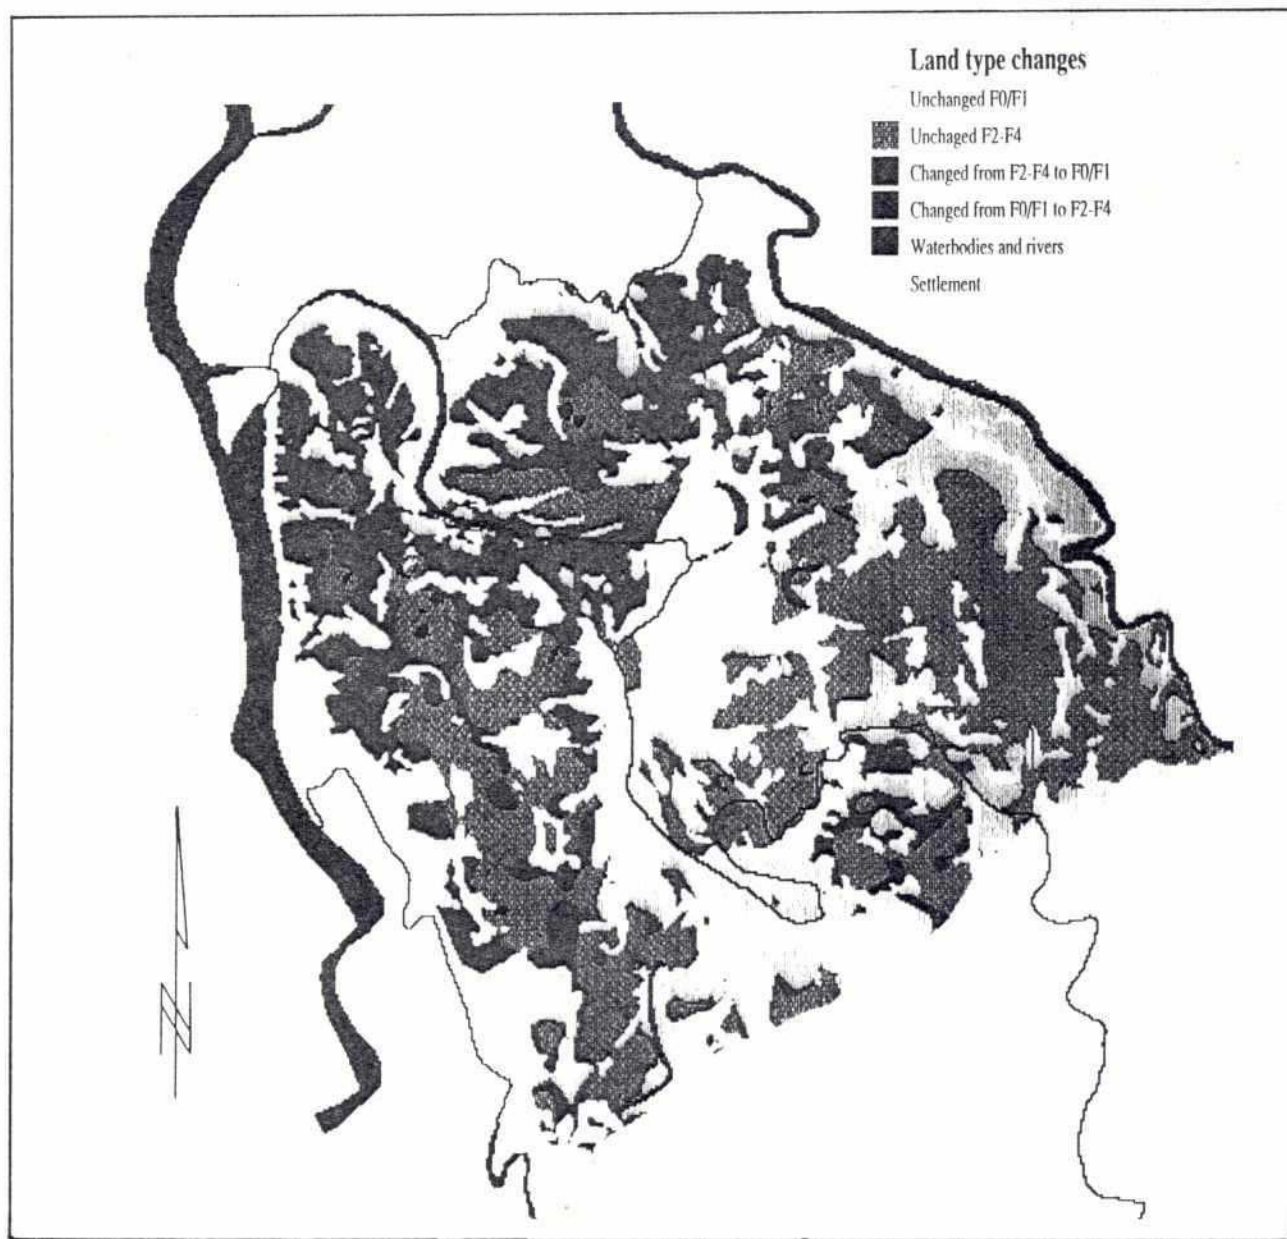 Land type changes
Unchanged F0/F1
Unchaged F2-F4
Changed from F2-F4 to F0/F1
Changed from F0/F1 to F2-F4
Waterbodies and rivers
Settlement